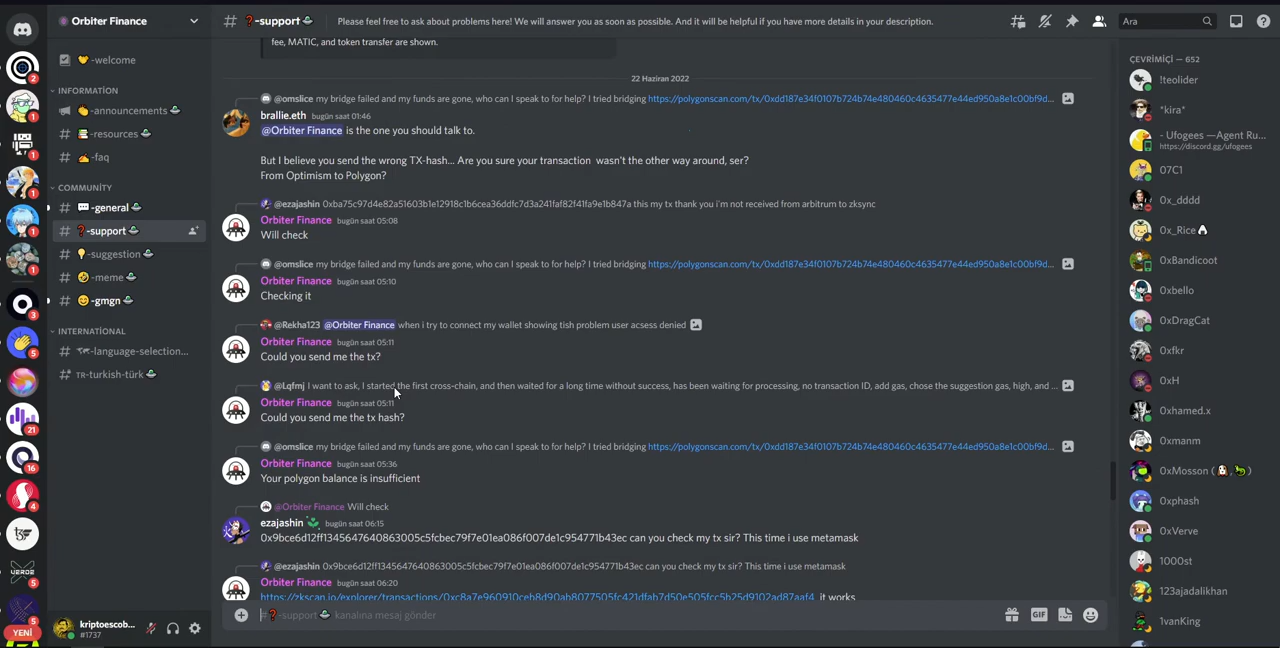 Orbiter Finance
-support
Please feel free to ask about problems here! We will answer you as soon as possible. And it will be helpful if you have more details in your description.
Ara
-welcome
INFORMATION
-announcements
-resources
-faq
COMMUNİTY
-general
-support
-suggestion
-meme
-gmgn
INTERNATİONAL
-language-selection...
TR-turkish-türk
kriptoescob...
#1737
YENİ
fee, MATIC, and token transfer are shown.
22 Haziran 2022
@omslice my bridge failed and my funds are gone, who can I speak to for help? I tried bridging https://polygonscan.com/tx/0xdd187e34f0107b724b74e480460c4635477e44ed950a8e1c00bf9d...
brallie.eth bugün saat 01:46
@Orbiter Finance is the one you should talk to.
But I believe you send the wrong TX-hash... Are you sure your transaction wasn't the other way around, ser?
From Optimism to Polygon?
@ezajashin 0xba75c97d4e82a51603b1e12918c1b6cea36ddfc7d3a241faf82f41fa9e1b847a this my tx thank you i'm not received from arbitrum to zksync
Orbiter Finance bugün saat 05:08
Will check
@omslice my bridge failed and my funds are gone, who can I speak to for help? I tried bridging https://polygonscan.com/tx/0xdd187e34f0107b724b74e480460c4635477e44ed950a8e1c00bf9d...
Orbiter Finance bugün saat 05:10
Checking it
@Rekha123 @Orbiter Finance when i try to connect my wallet showing tish problem user acsess denied
Orbiter Finance bugün saat 05:11
Could you send me the tx?
@Lqfmj I want to ask, I started the first cross-chain, and then waited for a long time without success, has been waiting for processing, no transaction ID, add gas, chose the suggestion gas, high, and ...
Orbiter Finance bugün saat 05:11
Could you send me the tx hash?
@omslice my bridge failed and my funds are gone, who can I speak to for help? I tried bridging https://polygonscan.com/tx/0xdd187e34f0107b724b74e480460c4635477e44ed950a8e1c00bf9d...
Orbiter Finance bugün saat 05:36
Your polygon balance is insufficient
@Orbiter Finance Will check
ezajashin bugün saat 06:15
0x9bce6d12ff1345647640863005c5fcbec79f7e01ea086f007de1c954771b43ec can you check my tx sir? This time i use metamask
@ezajashin 0x9bce6d12ff1345647640863005c5fcbec79f7e01ea086f007de1c954771b43ec can you check my tx sir? This time i use metamask
Orbiter Finance bugün saat 06:20
https://zkscan.io/explorer/transactions/0xc8a7e960910ceb8d90ab8077505fc421dfab7d50e505fcc5b25d9102ad87aaf4 it works
#-support kanalına mesaj gönder
GIF
ÇEVRİMİÇİ — 652
!teolider
*kira*
- Ufogees —Agent Ru...
https://discord.gg/ufogees
07C1
0x_dddd
0x_Rice
0xBandicoot
0xbello
0xDragCat
0xfkr
0xH
0xhamed.x
0xmanm
0xMosson (
0xphash
0xVerve
1000st
123ajadalikhan
1vanKing